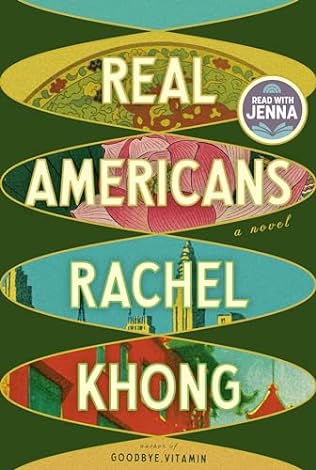 REAL
READ WITH
JENNA
AMERICANS
a novel
RACHEL
KHONG
author of
GOODBYE, VITAMIN